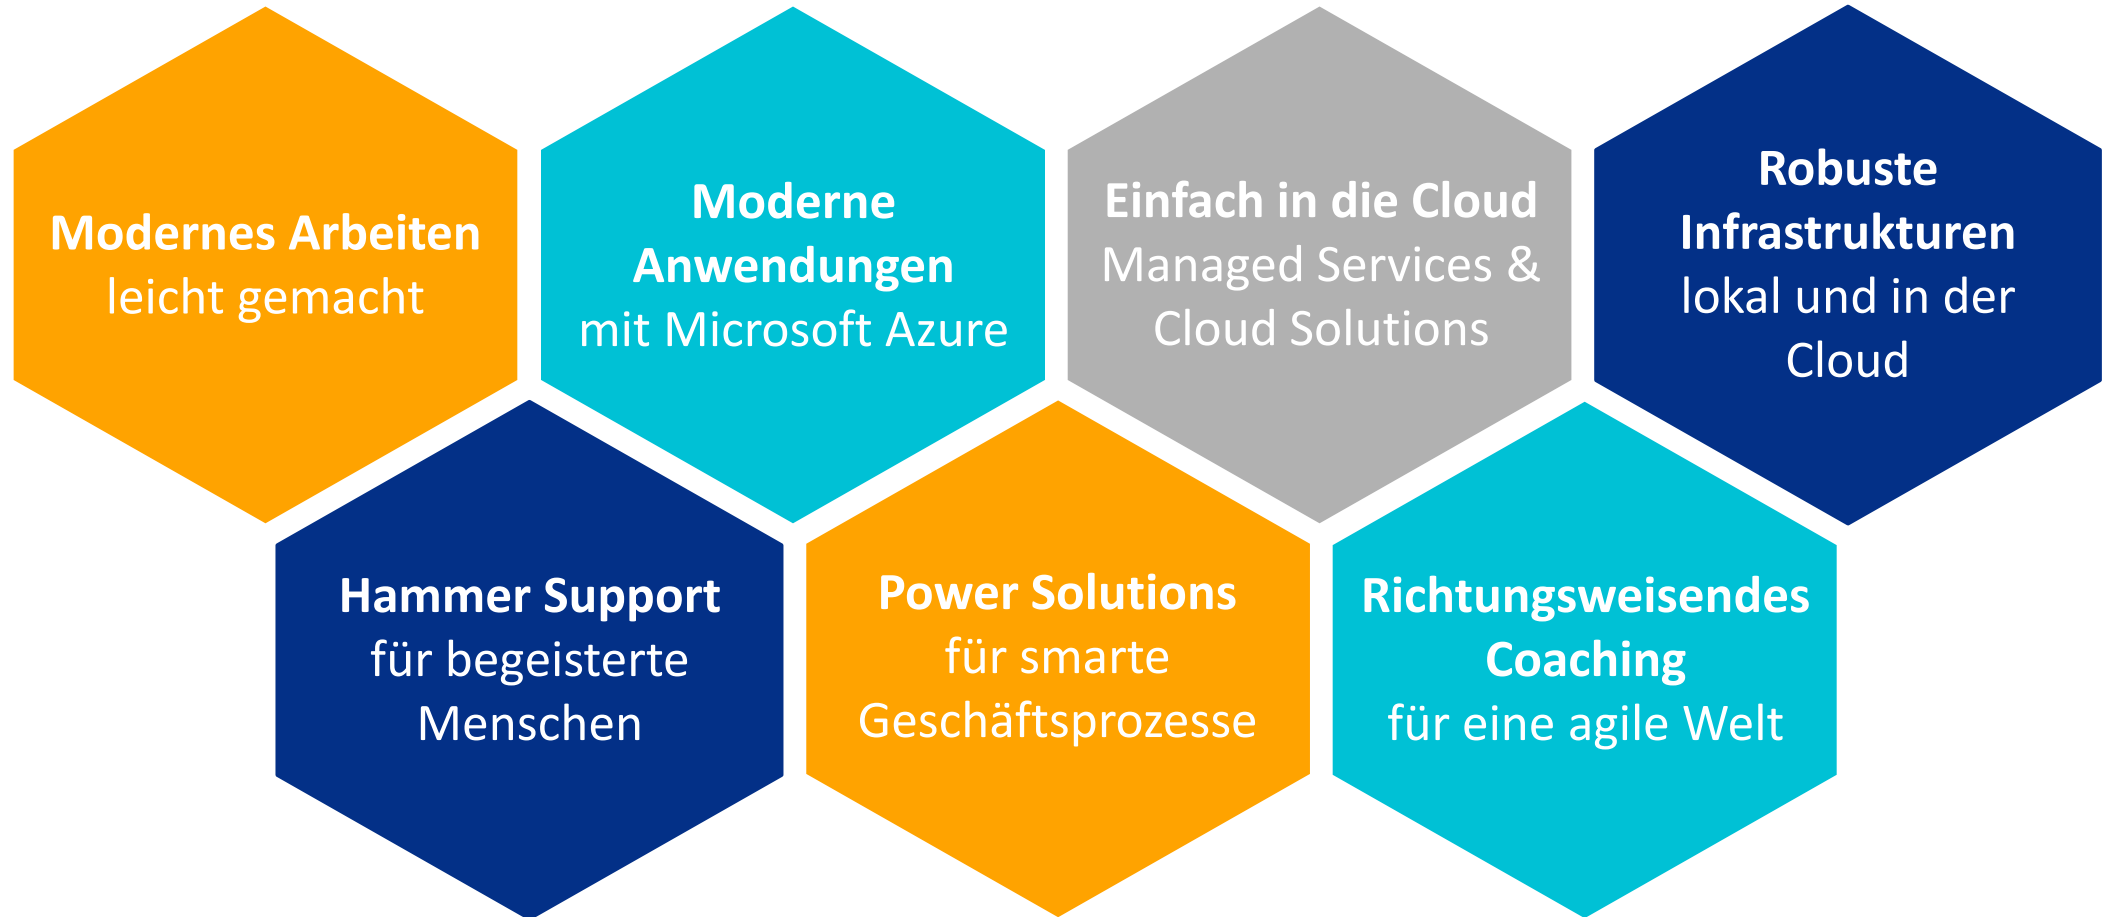 Modernes Arbeiten
leicht gemacht
Moderne
Anwendungen
mit Microsoft Azure
Einfach in die Cloud
Managed Services &
Cloud Solutions
Robuste
Infrastrukturen
lokal und in der
Cloud
Hammer Support
für begeisterte
Menschen
Power Solutions
für smarte
Geschäftsprozesse
Richtungsweisendes
Coaching
für eine agile Welt